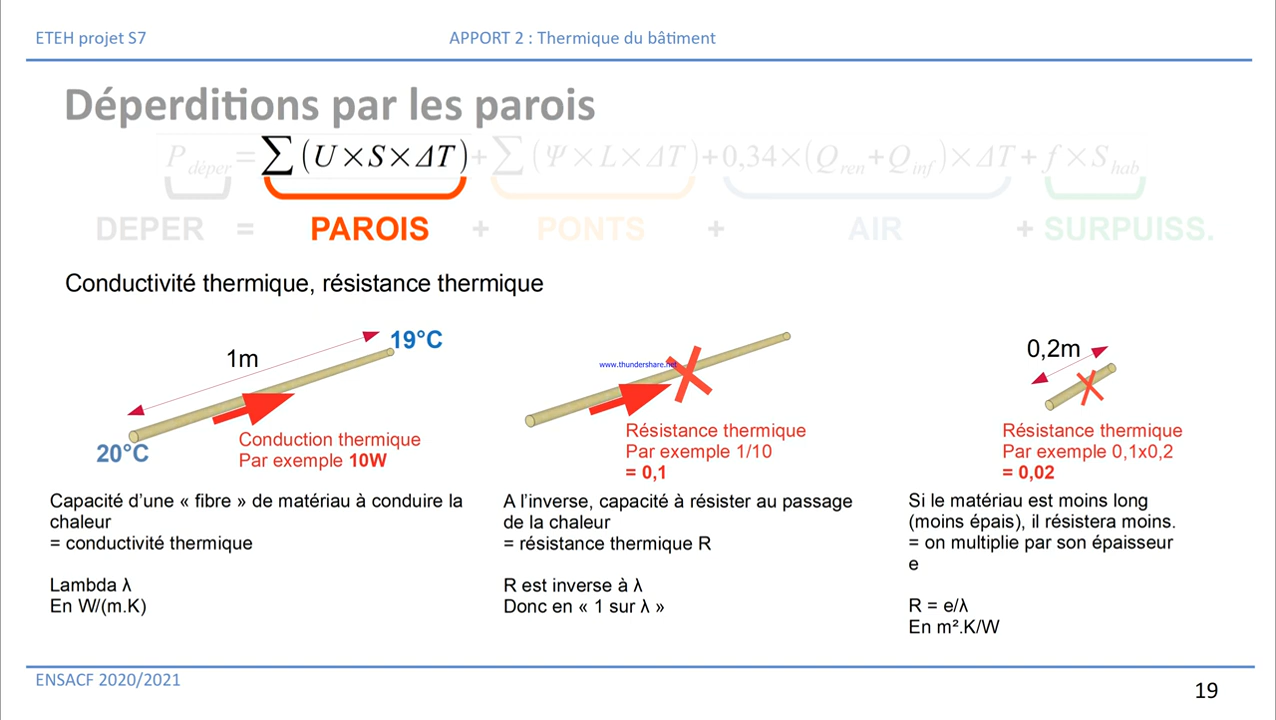 ETEH projet S7
APPORT 2 : Thermique du bâtiment
Déperditions par les parois
P déper = ∑ (U×S×ΔT) + ∑ (Ψ×L×ΔT) + 0,34×(Q ren + Q inf)×ΔT + f×S hab
DEPER = PAROIS + PONTS + AIR + SURPUISS.
Conductivité thermique, résistance thermique
1m
19°C
20°C
Conduction thermique
Par exemple 10W
Capacité d'une « fibre » de matériau à conduire la
chaleur
= conductivité thermique
Lambda λ
En W/(m.K)
www.thundershare.net
Résistance thermique
Par exemple 1/10
= 0,1
A l'inverse, capacité à résister au passage
de la chaleur
= résistance thermique R
R est inverse à λ
Donc en « 1 sur λ »
0,2m
Résistance thermique
Par exemple 0,1x0,2
= 0,02
Si le matériau est moins long
(moins épais), il résistera moins.
= on multiplie par son épaisseur
e
R = e/λ
En m².K/W
ENSACF 2020/2021
19